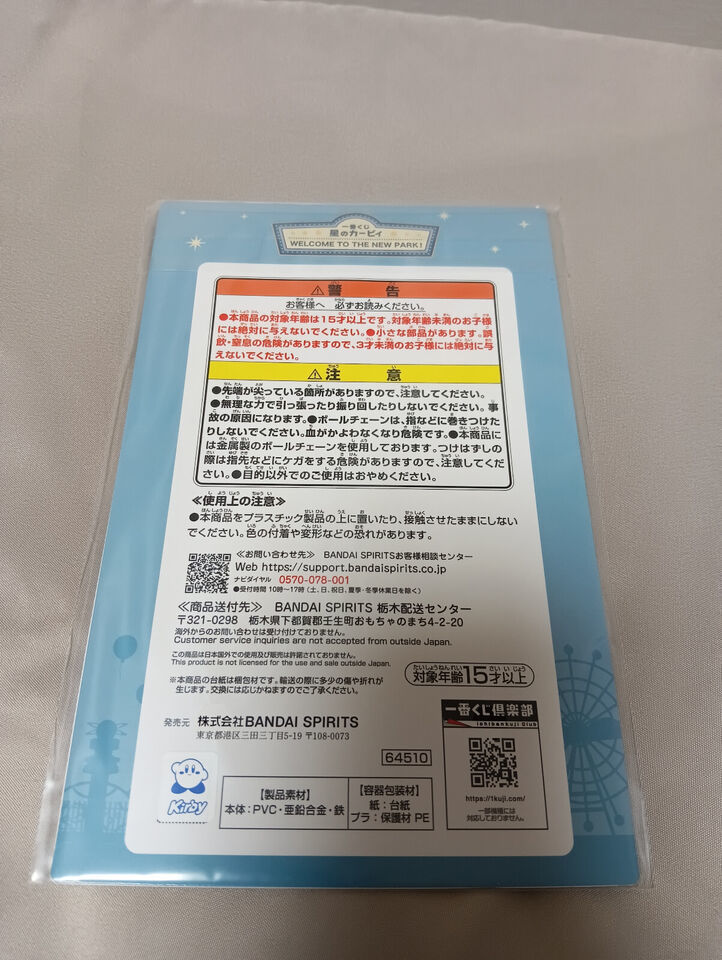 一番くじ
星のカービィ
WELCOME TO THE NEW PARK!
⚠警 告
お客様へ 必ずお読みください。
●本商品の対象年齢は15才以上です。対象年齢未満のお子様
には絶対に与えないでください。●小さな部品があります。誤
飲・窒息の危険がありますので、3才未満のお子様には絶対に与
えないでください。
⚠注 意
●先端が尖っている箇所がありますので、注意してください。
●無理な力で引っ張ったり振り回したりしないでください。事
故の原因になります。●ボールチェーンは、指などに巻きつけた
りしないでください。血がかよわなくなり危険です。●本商品に
は金属製のボールチェーンを使用しております。つけはずしの
際は指先などにケガをする危険がありますので、注意してくだ
さい。●目的以外でのご使用はおやめください。
≪使用上の注意≫
●本商品をプラスチック製品の上に置いたり、接触させたままにしない
でください。色の付着や変形などの恐れがあります。
≪お問い合わせ先≫ BANDAI SPIRITSお客様相談センター
Web https://support.bandaispirits.co.jp
ナビダイヤル 0570-078-001
●受付時間 10時〜17時(土、日、祝日、夏季・冬季休業日を除く)
≪商品送付先≫ BANDAI SPIRITS 栃木配送センター
〒321-0298 栃木県下都賀郡壬生町おもちゃのまち4-2-20
海外からのお問い合わせは受け付けておりません。
Customer service inquiries are not accepted from outside Japan.
この商品は日本国外での使用及び販売は許諾されておりません。
This product is not licensed for the use and sale outside Japan.
※本商品の台紙は梱包材です。輸送の際に多少の傷や折れが
生じます。交換には応じかねますのでご了承ください。
対象年齢15才以上
発売元 株式会社BANDAI SPIRITS
東京都港区三田三丁目5-19 〒108-0073
64510
一番くじ倶楽部
ichibankuji Club
https://1kuji.com/
一部機種には
対応しておりません。
Kirby
【製品素材】
本体:PVC・亜鉛合金・鉄
【容器包装材】
紙:台紙
プラ:保護材 PE